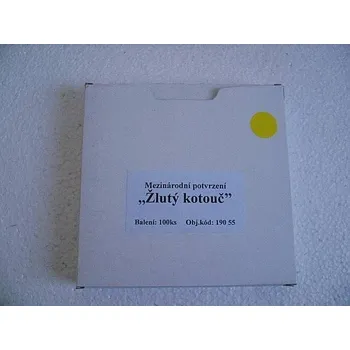 Mezinárodní potvrzení
„Žlutý kotouč”
Balení: 100ks Obj.kód: 190 55